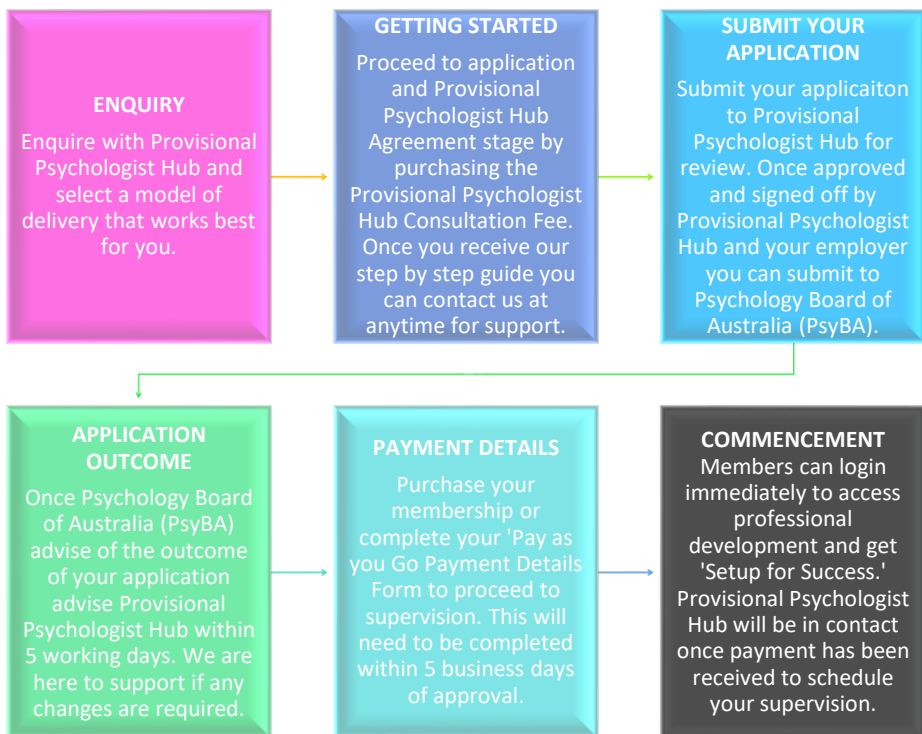 ENQUIRY
Enquire with Provisional
Psychologist Hub and
select a model of
delivery that works best
for you.
GETTING STARTED
Proceed to application
and Provisional
Psychologist Hub
Agreement stage by
purchasing the
Provisional Psychologist
Hub Consultation Fee.
Once you receive our
step by step guide you
can contact us at
anytime for support.
SUBMIT YOUR
APPLICATION
Submit your applicaiton
to Provisional
Psychologist Hub for
review. Once approved
and signed off by
Provisional Psychologist
Hub and your employer
you can submit to
Psychology Board of
Australia (PsyBA).
APPLICATION
OUTCOME
Once Psychology Board
of Australia (PsyBA)
advise of the outcome
of your application
advise Provisional
Psychologist Hub within
5 working days. We are
here to support if any
changes are required.
PAYMENT DETAILS
Purchase your
membership or
complete your 'Pay as
you Go Payment Details
Form to proceed to
supervision. This will
need to be completed
within 5 business days
of approval.
COMMENCEMENT
Members can login
immediately to access
professional
development and get
'Setup for Success.'
Provisional Psychologist
Hub will be in contact
once payment has been
received to schedule
your supervision.